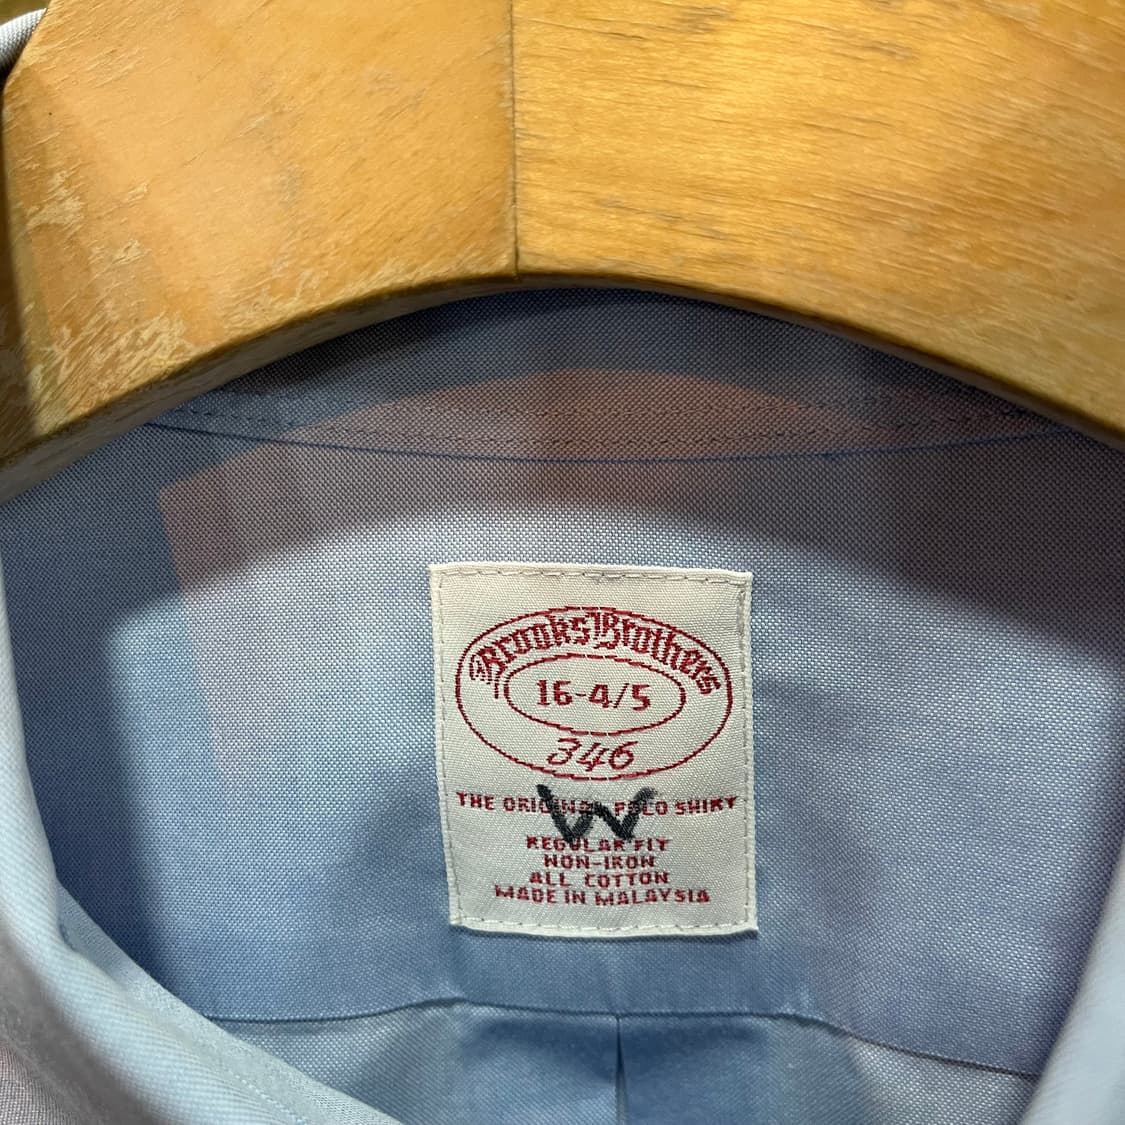 Brooks Brothers
16-4/5
346
THE ORIGINAL POLO SHIRT
W
REGULAR FIT
NON-IRON
ALL COTTON
MADE IN MALAYSIA